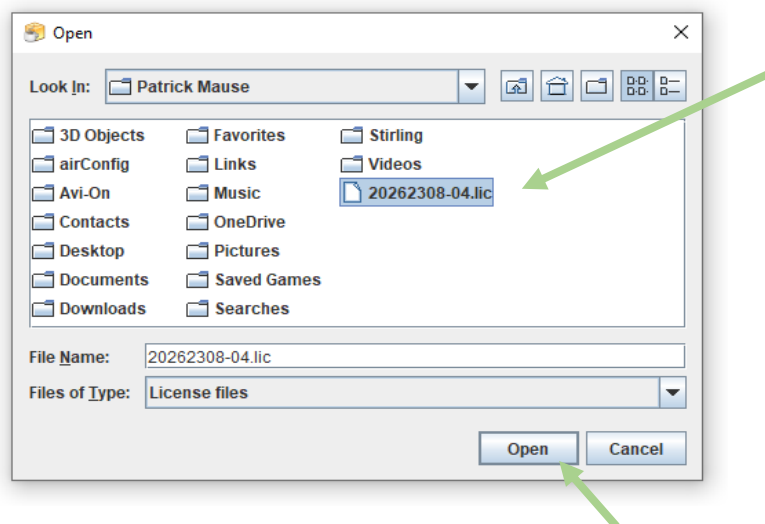 Open
Look In: Patrick Mause
3D Objects Favorites Stirling
airConfig Links Videos
Avi-On Music 20262308-04.lic
Contacts OneDrive
Desktop Pictures
Documents Saved Games
Downloads Searches
File Name: 20262308-04.lic
Files of Type: License files
Open Cancel